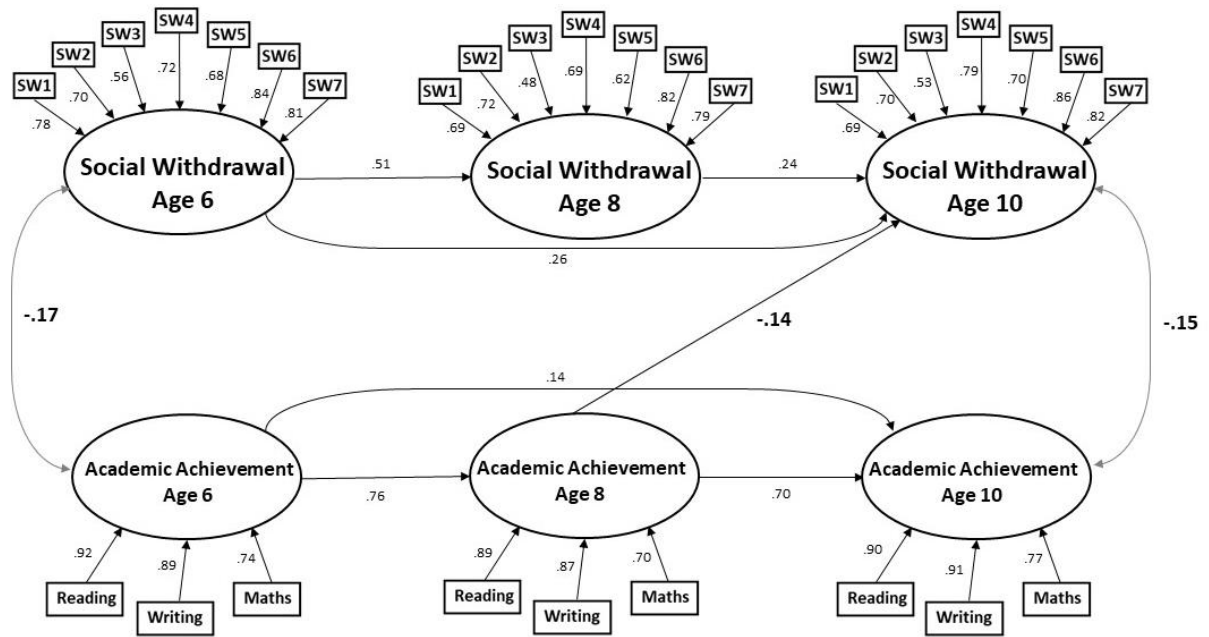 SW1
SW2
SW3
SW4
SW5
SW6
SW7
.78
.70
.56
.72
.68
.84
.81
Social Withdrawal
Age 6
.51
SW1
SW2
SW3
SW4
SW5
SW6
SW7
.69
.72
.48
.69
.62
.82
.79
Social Withdrawal
Age 8
.24
SW1
SW2
SW3
SW4
SW5
SW6
SW7
.69
.70
.53
.79
.70
.86
.82
Social Withdrawal
Age 10
.26
-.17
-.14
-.15
.14
Academic Achievement
Age 6
.76
Academic Achievement
Age 8
.70
Academic Achievement
Age 10
.92
.89
.74
Reading
Writing
Maths
.89
.87
.70
Reading
Writing
Maths
.90
.91
.77
Reading
Writing
Maths